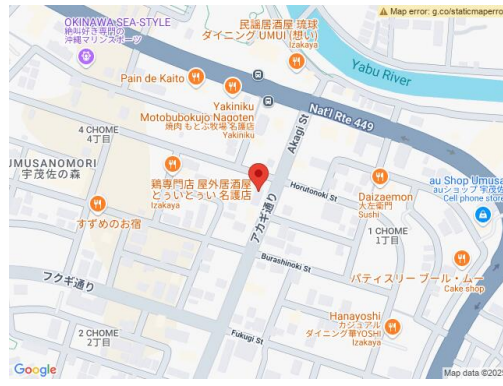 Map error: g.co/staticmaperro
OKINAWA SEA-STYLE
絶叫好き専門の
沖縄マリンスポーツ
民謡居酒屋 琉球
ダイニング UMUI (想い)
Izakaya
Yabu River
Pain de Kaito
Yakiniku
Motobubokujo Nagoten
焼肉 もとぶ牧場 名護店
Yakiniku
Nat'l Rte 449
Akagi St
4 CHOME
4丁目
UMUSANOMORI
宇茂佐の森
鶏専門店 屋外居酒屋
とぅいとぅい 名護店
Izakaya
Horutonoki St
Daizaemon
大左衛門
Sushi
au Shop Umusa
auショップ 宇茂佐
Cell phone store
すずめのお宿
アカギ通り
1 CHOME
1丁目
Burashinoki St
フクギ通り
パティスリー ブール・ムー
Cake shop
Hanayoshi
カジュアル
ダイニング華YOSHI
Izakaya
2 CHOME
2丁目
Fukugi St
Google
Map data ©202